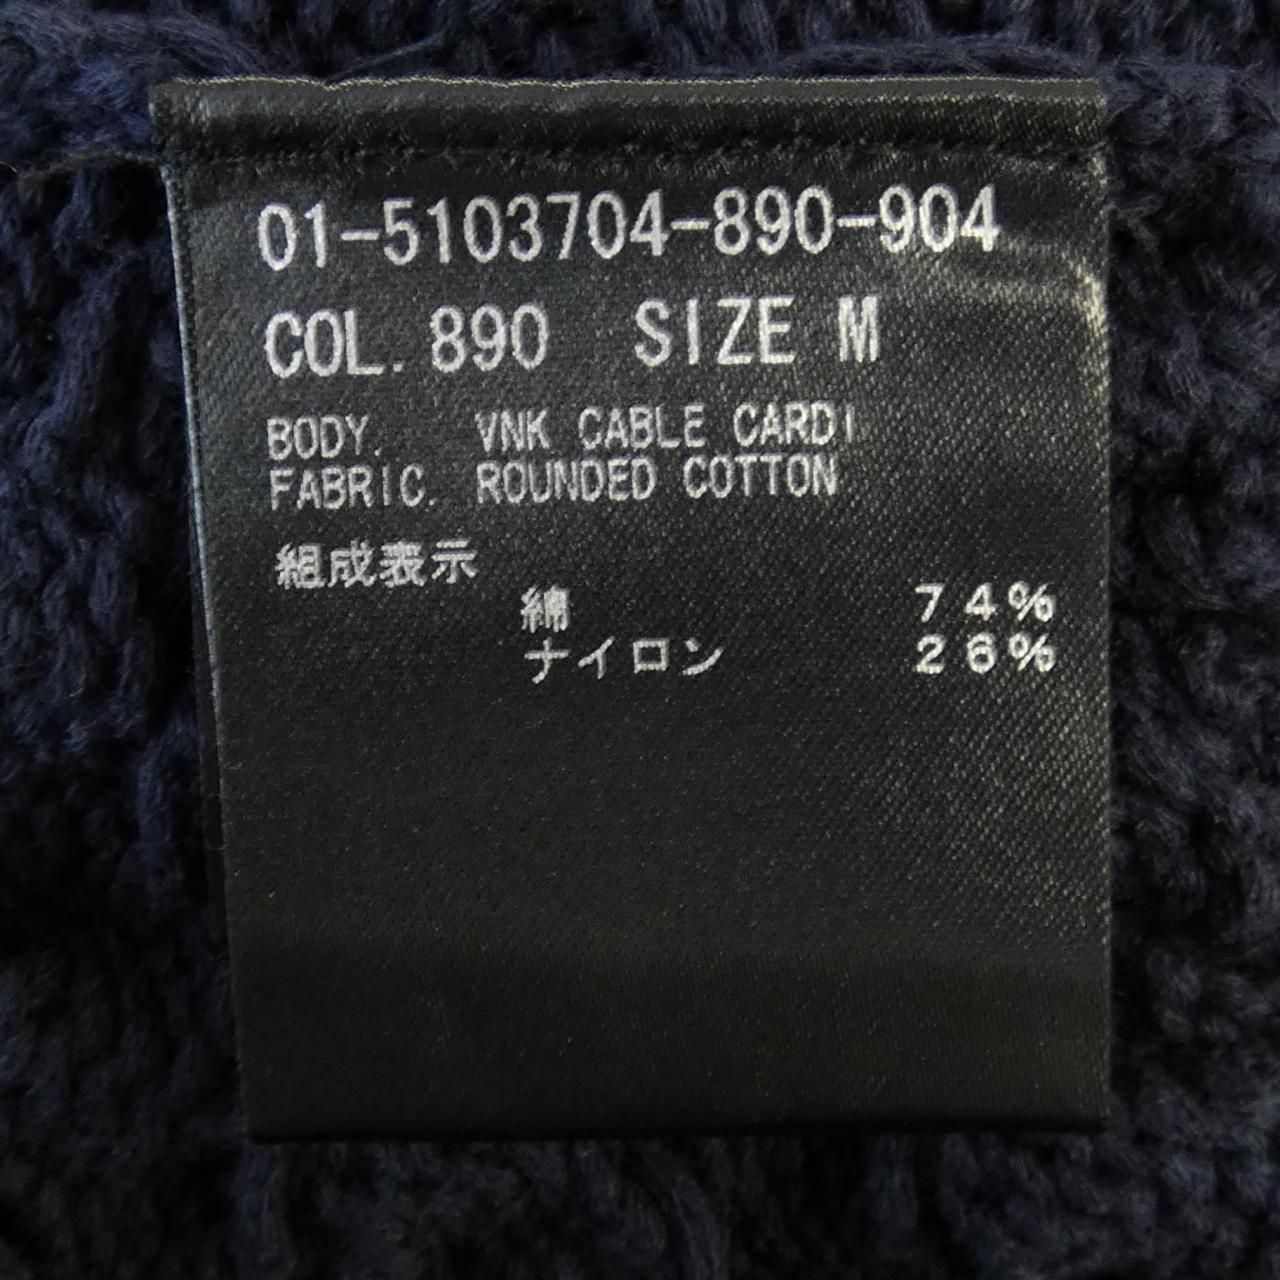 01-5103704-890-904
COL. 890 SIZE M
BODY. VNK CABLE CARDI
FABRIC. ROUNDED COTTON
組成表示
綿 74%
ナイロン 26%